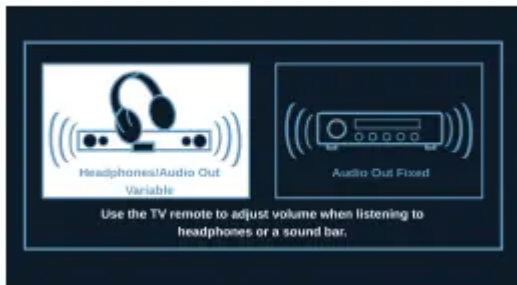 Headphones/Audio Out
Variable
Audio Out Fixed
Use the TV remote to adjust volume when listening to
headphones or a sound bar.